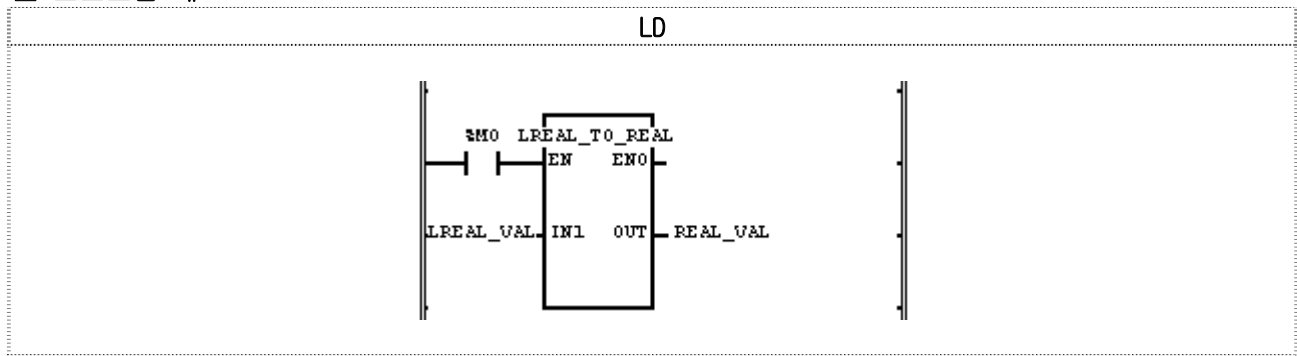 LD
%M0 LREAL_TO_REAL
EN ENO
LREAL_VAL IN1 OUT REAL_VAL